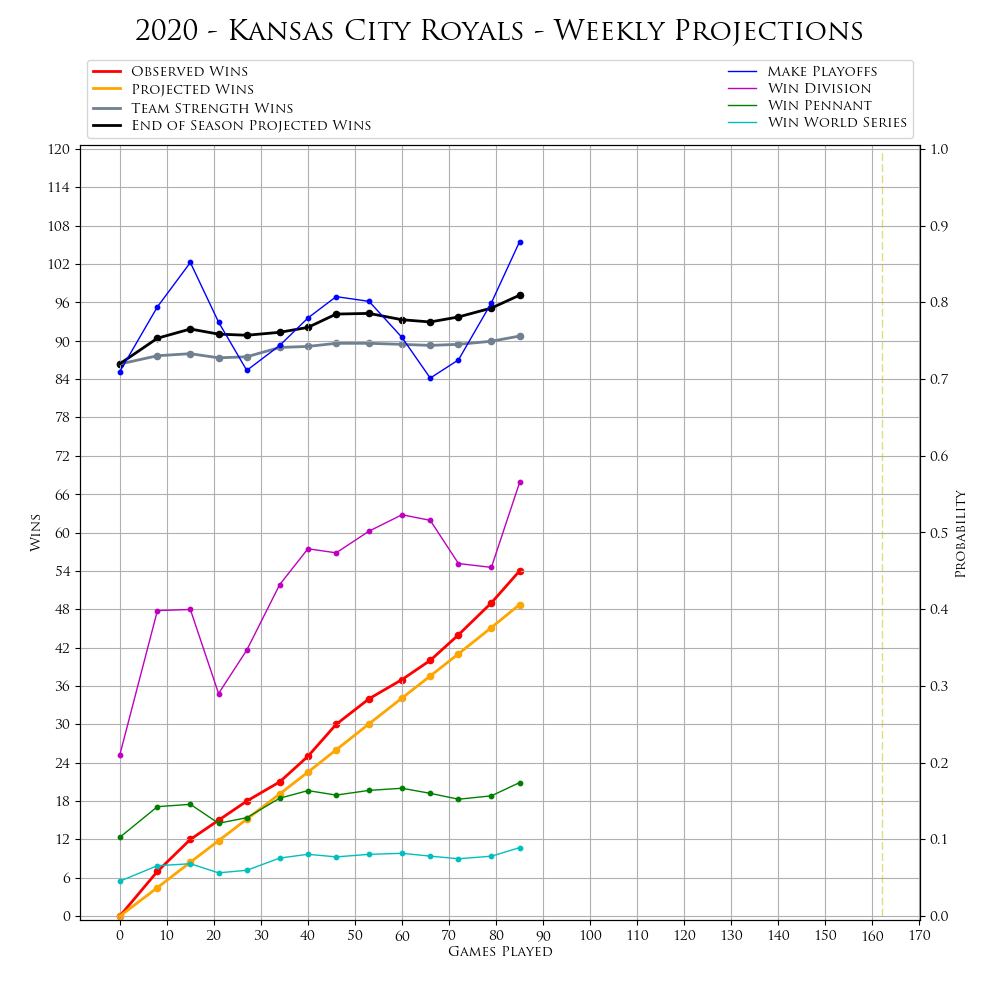 2020 - Kansas City Royals - Weekly Projections
Observed Wins
Projected Wins
Team Strength Wins
End of Season Projected Wins
Make Playoffs
Win Division
Win Pennant
Win World Series
120
114
108
102
96
90
84
78
72
66
60
54
48
42
36
30
24
18
12
6
0
Wins
1.0
0.9
0.8
0.7
0.6
0.5
0.4
0.3
0.2
0.1
0.0
Probability
0 10 20 30 40 50 60 70 80 90 100 110 120 130 140 150 160 170
Games Played